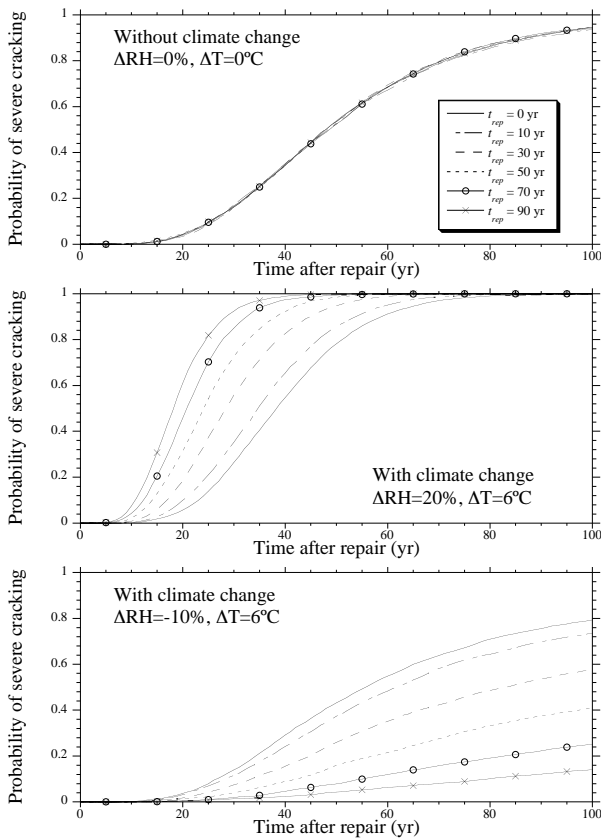 Probability of severe cracking
1
0.8
0.6
0.4
0.2
0
Without climate change
ΔRH=0%, ΔT=0ºC
t_rep = 0 yr
t_rep = 10 yr
t_rep = 30 yr
t_rep = 50 yr
t_rep = 70 yr
t_rep = 90 yr
0 20 40 60 80 100
Time after repair (yr)
Probability of severe cracking
1
0.8
0.6
0.4
0.2
0
With climate change
ΔRH=20%, ΔT=6ºC
0 20 40 60 80 100
Time after repair (yr)
Probability of severe cracking
1
0.8
0.6
0.4
0.2
0
With climate change
ΔRH=-10%, ΔT=6ºC
0 20 40 60 80 100
Time after repair (yr)